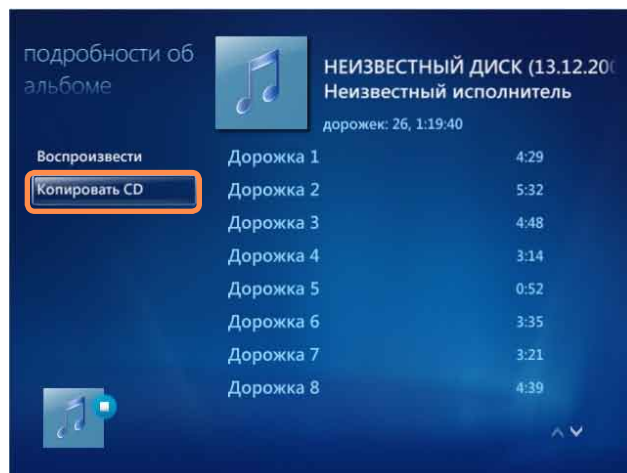 подробности об
альбоме
НЕИЗВЕСТНЫЙ ДИСК (13.12.200
Неизвестный исполнитель
дорожек: 26, 1:19:40
Воспроизвести
Копировать CD
Дорожка 1 4:29
Дорожка 2 5:32
Дорожка 3 4:48
Дорожка 4 3:14
Дорожка 5 0:52
Дорожка 6 3:35
Дорожка 7 3:21
Дорожка 8 4:39